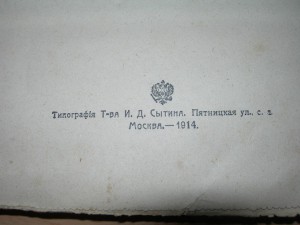 Типографія Т-ва И. Д. Сытина. Пятницкая ул., с. д.
Москва.—1914.